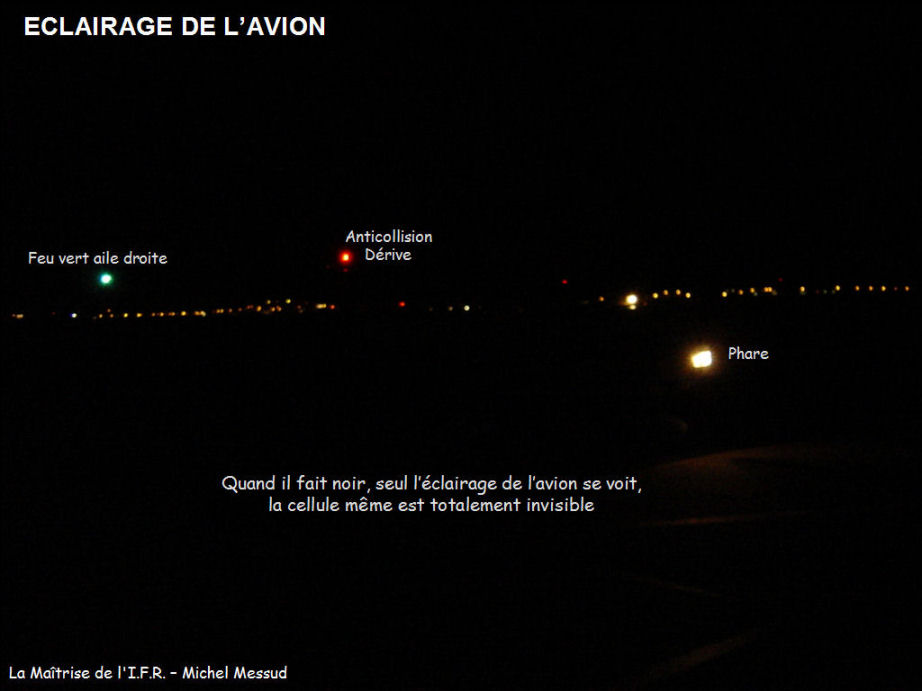 ECLAIRAGE DE L’AVION
Anticollision
Dérive
Feu vert aile droite
Phare
Quand il fait noir, seul l’éclairage de l’avion se voit,
la cellule même est totalement invisible
La Maîtrise de l'I.F.R. – Michel Messud